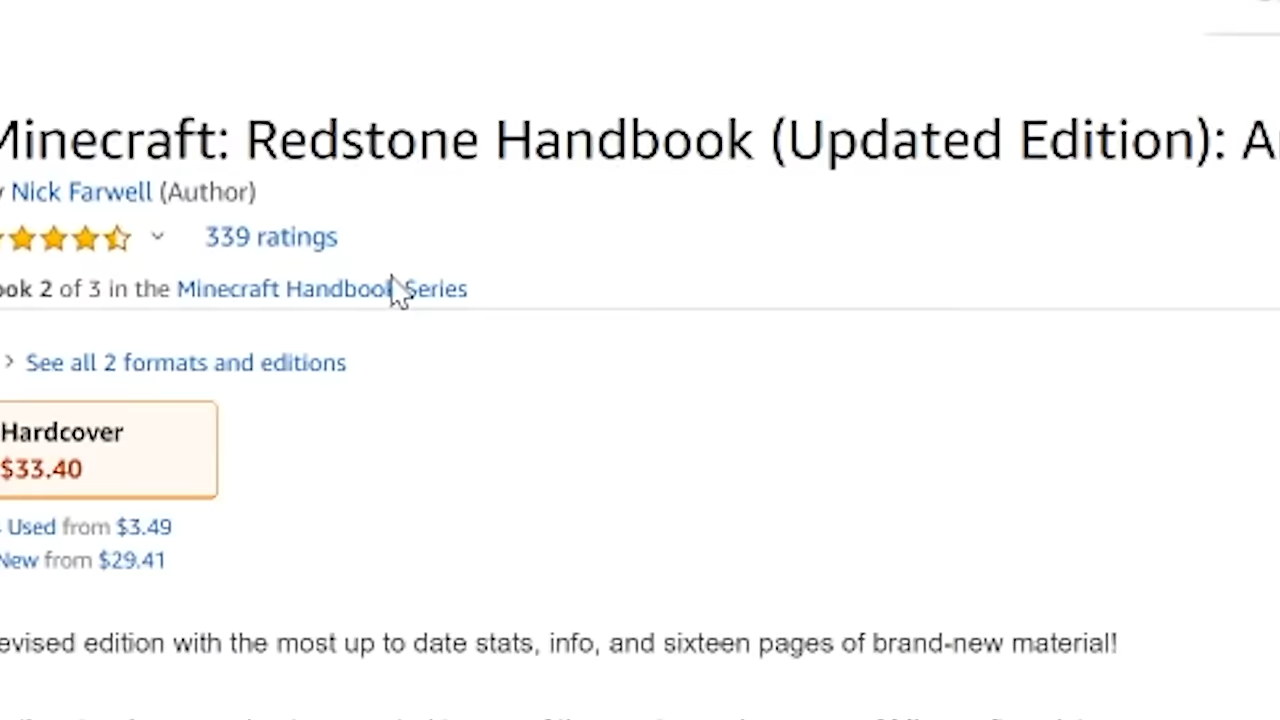 Minecraft: Redstone Handbook (Updated Edition):
Nick Farwell (Author)
339 ratings
2 of 3 in the Minecraft Handbook Series
See all 2 formats and editions
Hardcover
$33.40
Used from $3.49
New from $29.41
evised edition with the most up to date stats, info, and sixteen pages of brand-new material!